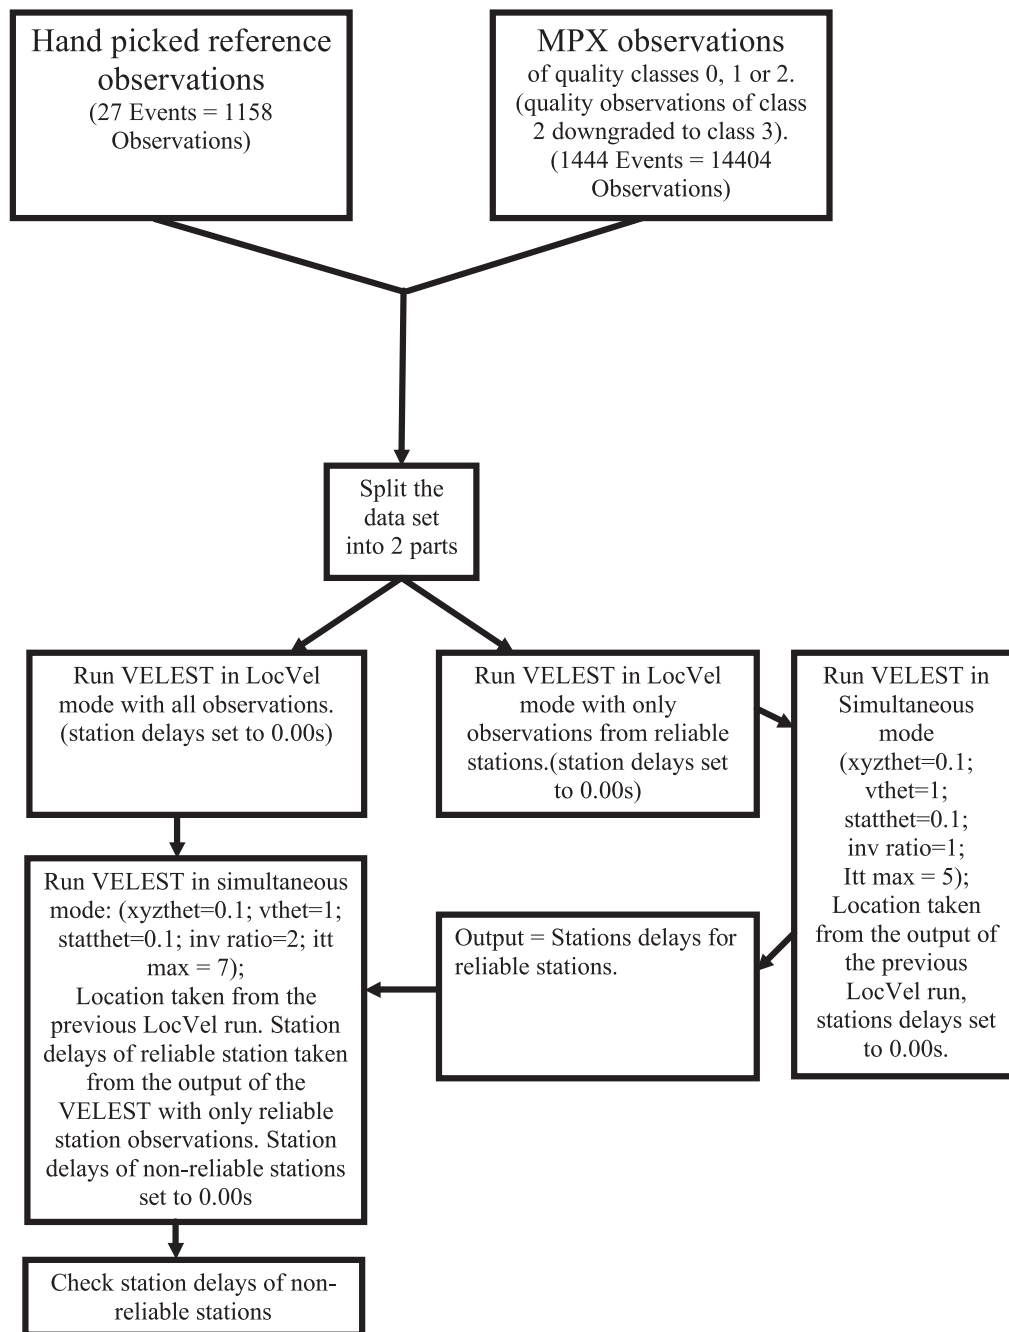 Hand picked reference
observations
(27 Events = 1158
Observations)
MPX observations
of quality classes 0, 1 or 2.
(quality observations of class
2 downgraded to class 3).
(1444 Events = 14404
Observations)
Split the
data set
into 2 parts
Run VELEST in LocVel
mode with all observations.
(station delays set to 0.00s)
Run VELEST in LocVel
mode with only
observations from reliable
stations.(station delays set
to 0.00s)
Run VELEST in
Simultaneous
mode
(xyzthet=0.1;
vthet=1;
statthet=0.1;
inv ratio=1;
Itt max = 5);
Location taken
from the output of
the previous
LocVel run,
stations delays set
to 0.00s.
Run VELEST in simultaneous
mode: (xyzthet=0.1; vthet=1;
statthet=0.1; inv ratio=2; itt
max = 7);
Location taken from the
previous LocVel run. Station
delays of reliable station taken
from the output of the
VELEST with only reliable
station observations. Station
delays of non-reliable stations
set to 0.00s
Output = Stations delays for
reliable stations.
Check station delays of non-
reliable stations